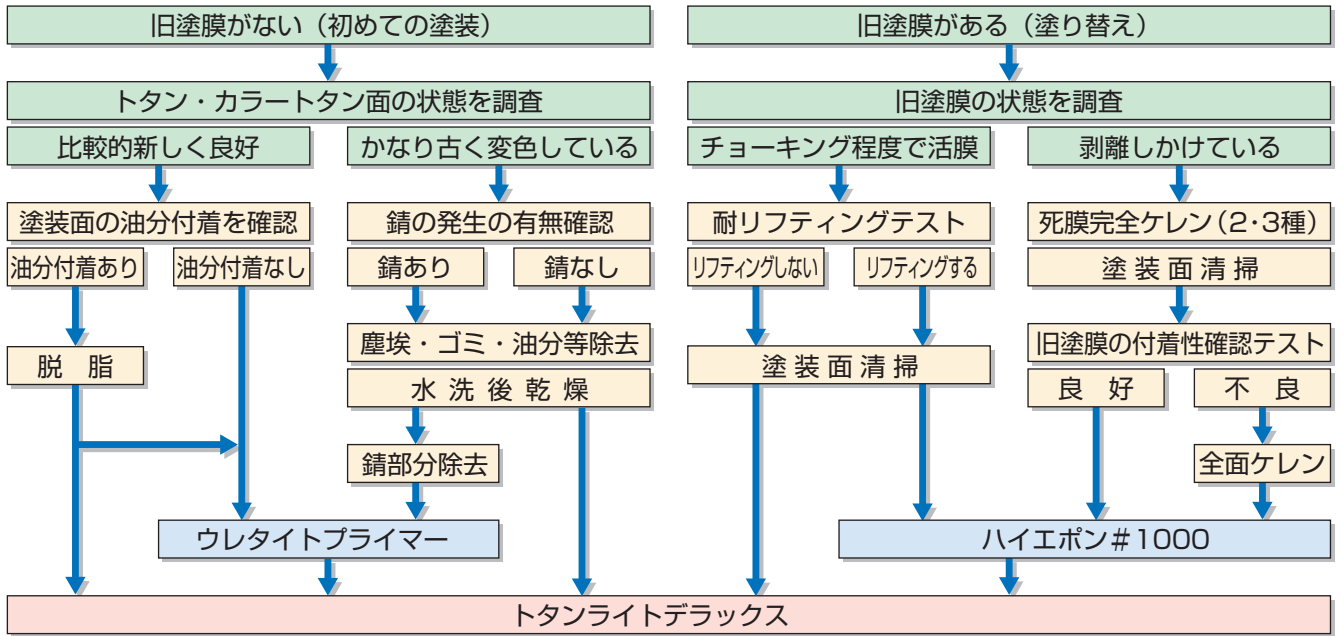 旧塗膜がない（初めての塗装）
旧塗膜がある（塗り替え）
トタン・カラートタン面の状態を調査
旧塗膜の状態を調査
比較的新しく良好
かなり古く変色している
チョーキング程度で活膜
剥離しかけている
塗装面の油分付着を確認
錆の発生の有無確認
耐リフティングテスト
死膜完全ケレン（2・3種）
油分付着あり
油分付着なし
錆あり
錆なし
リフティングしない
リフティングする
塗装面清掃
塵埃・ゴミ・油分等除去
旧塗膜の付着性確認テスト
脱脂
塗装面清掃
水洗後乾燥
良好
不良
錆部分除去
全面ケレン
ウレタイトプライマー
ハイエポン＃1000
トタンライトデラックス